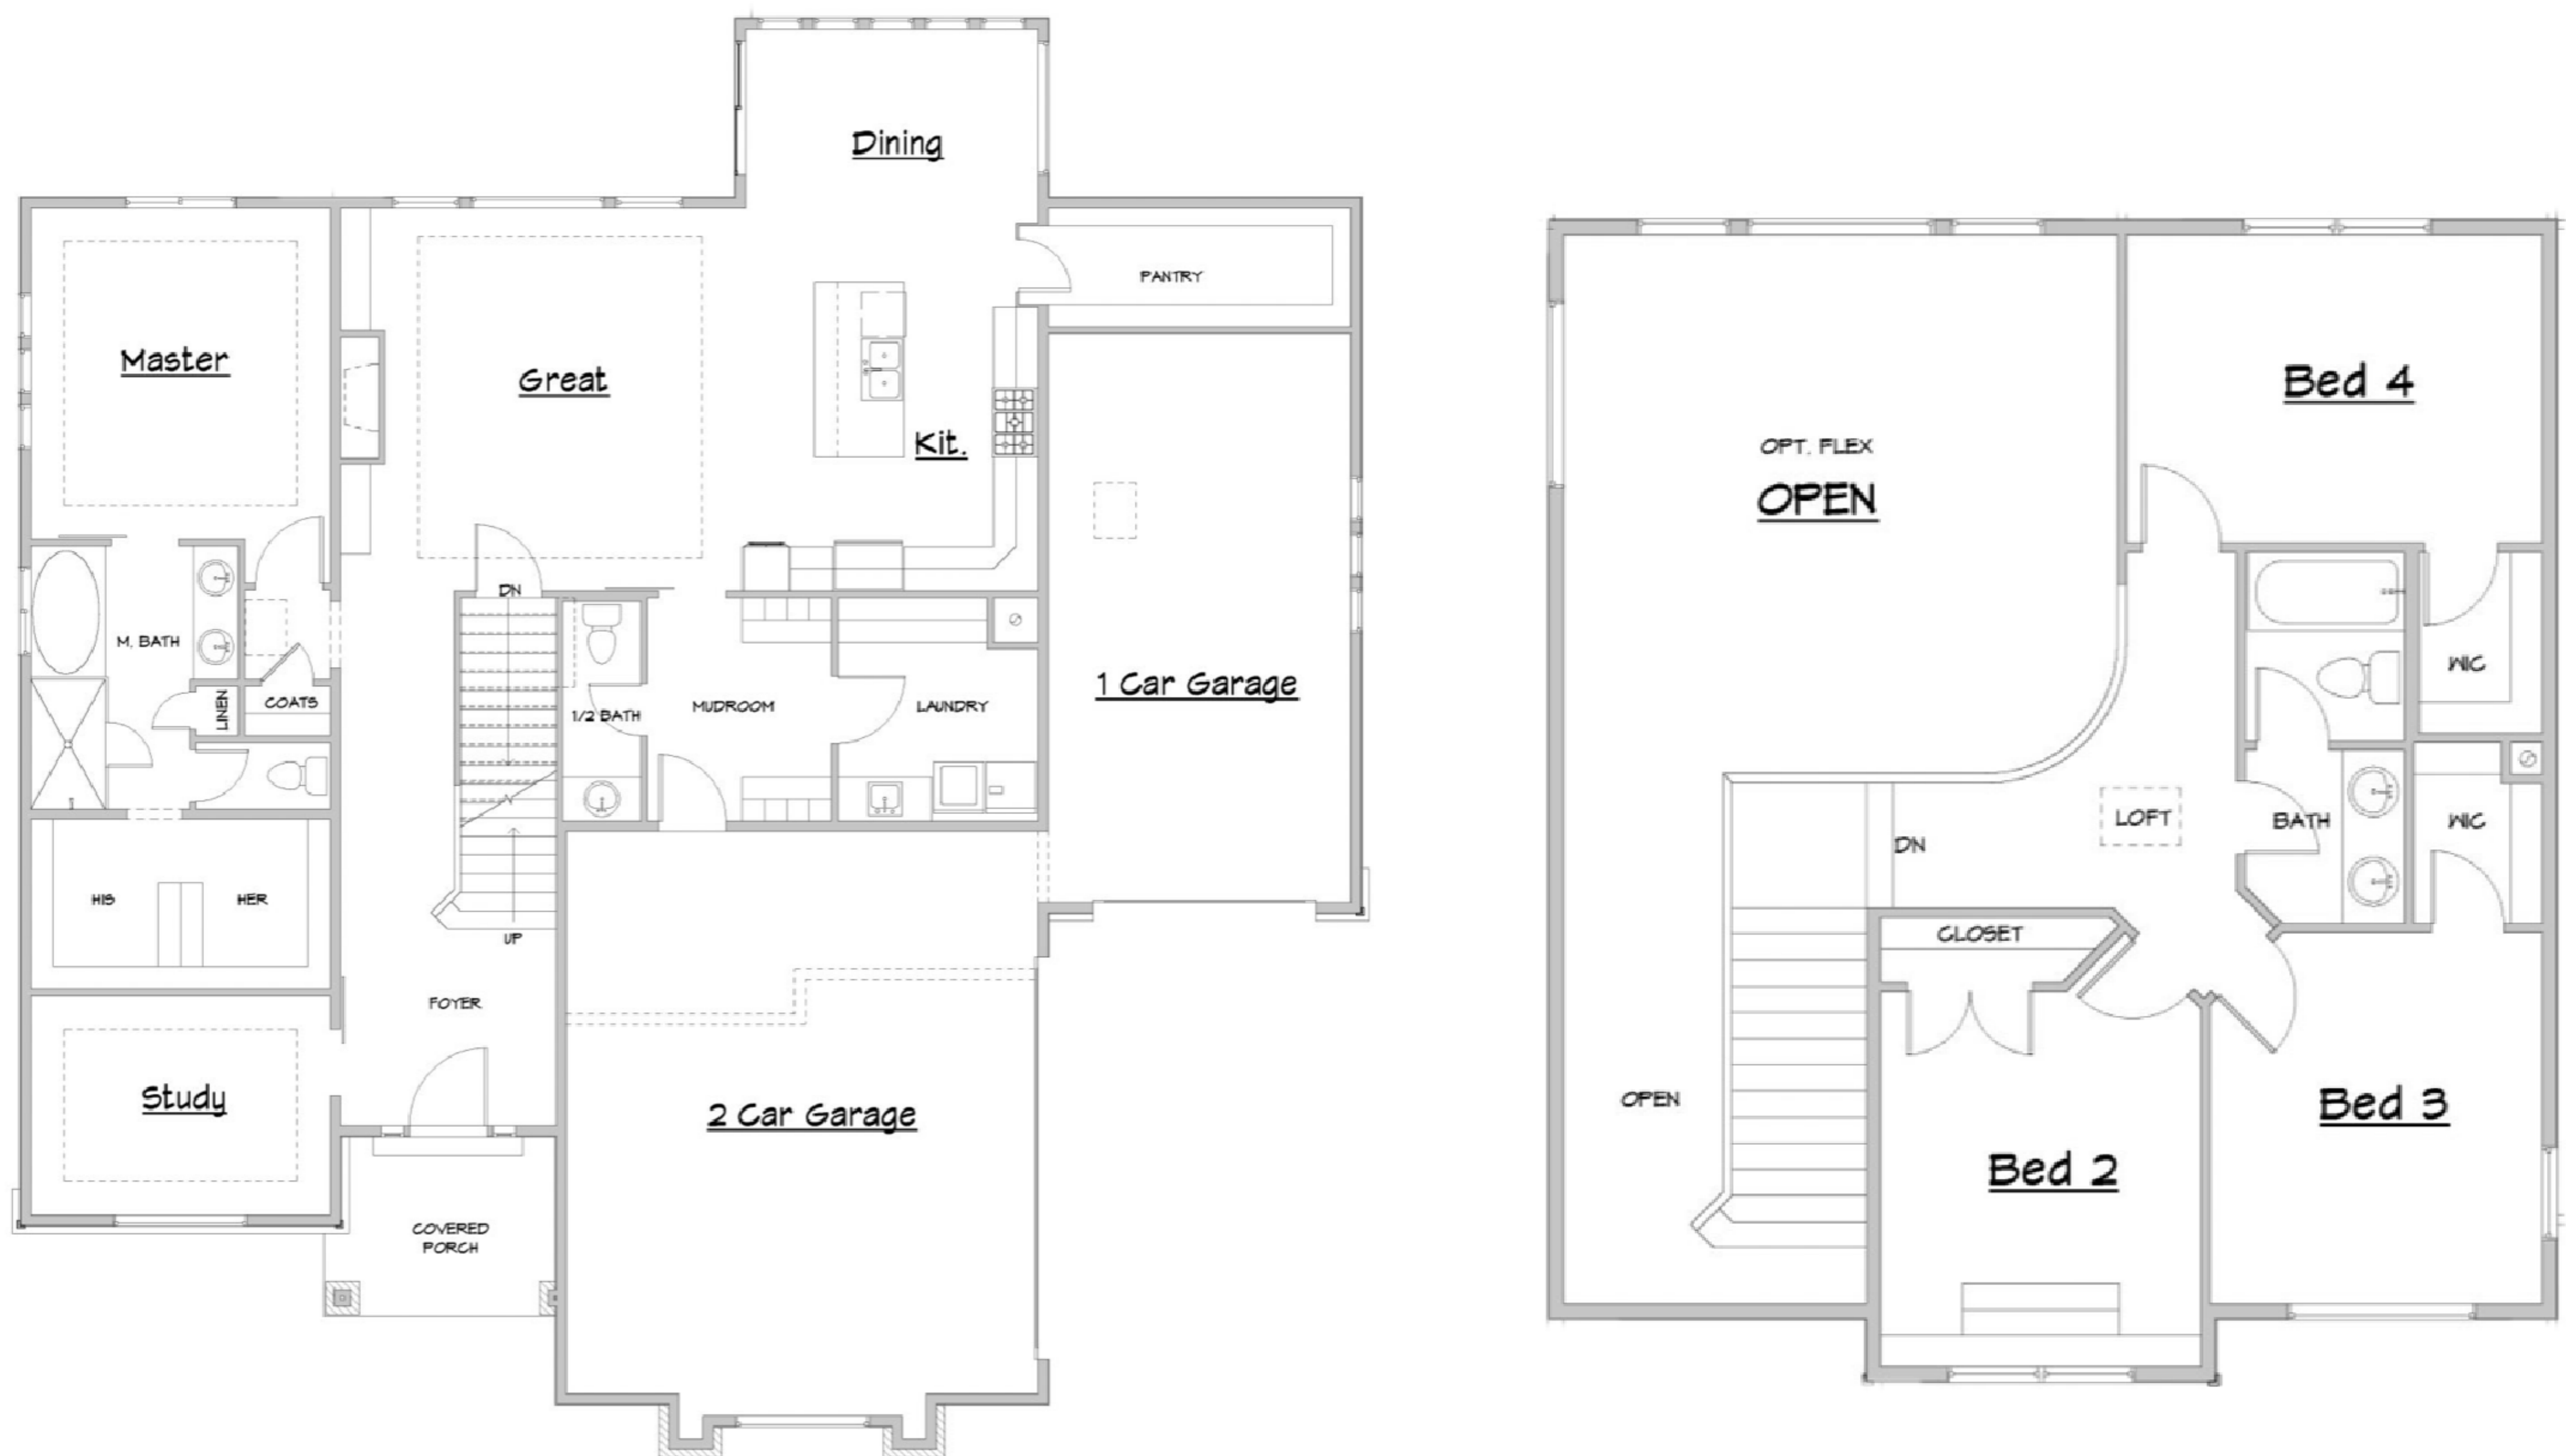 Dining
PANTRY
Master
Great
Kit.
DN
M. BATH
LINEN
COATS
1/2 BATH
MUDROOM
LAUNDRY
1 Car Garage
HIS
HER
UP
FOYER
Study
2 Car Garage
COVERED
PORCH
Bed 4
OPT. FLEX
OPEN
WIC
LOFT
BATH
WIC
DN
CLOSET
OPEN
Bed 3
Bed 2